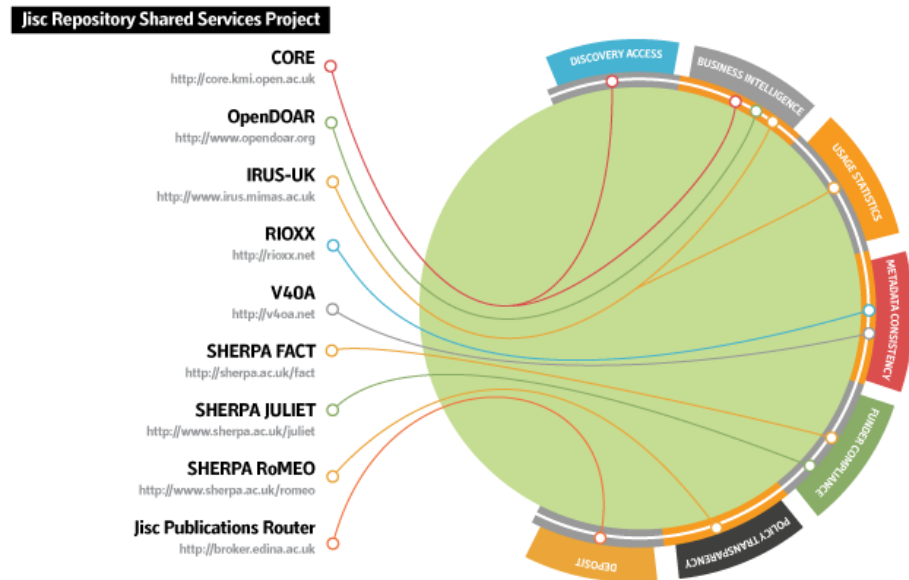 Jisc Repository Shared Services Project
CORE
http://core.kmi.open.ac.uk
OpenDOAR
http://www.opendoar.org
IRUS-UK
http://www.irus.mimas.ac.uk
RIOXX
http://rioxx.net
V4OA
http://v4oa.net
SHERPA FACT
http://sherpa.ac.uk/fact
SHERPA JULIET
http://www.sherpa.ac.uk/juliet
SHERPA RoMEO
http://www.sherpa.ac.uk/romeo
Jisc Publications Router
http://broker.edina.ac.uk
DISCOVERY ACCESS
BUSINESS INTELLIGENCE
USAGE STATISTICS
METADATA CONSISTENCY
FUNDER COMPLIANCE
POLICY TRANSPARENCY
DEPOSIT